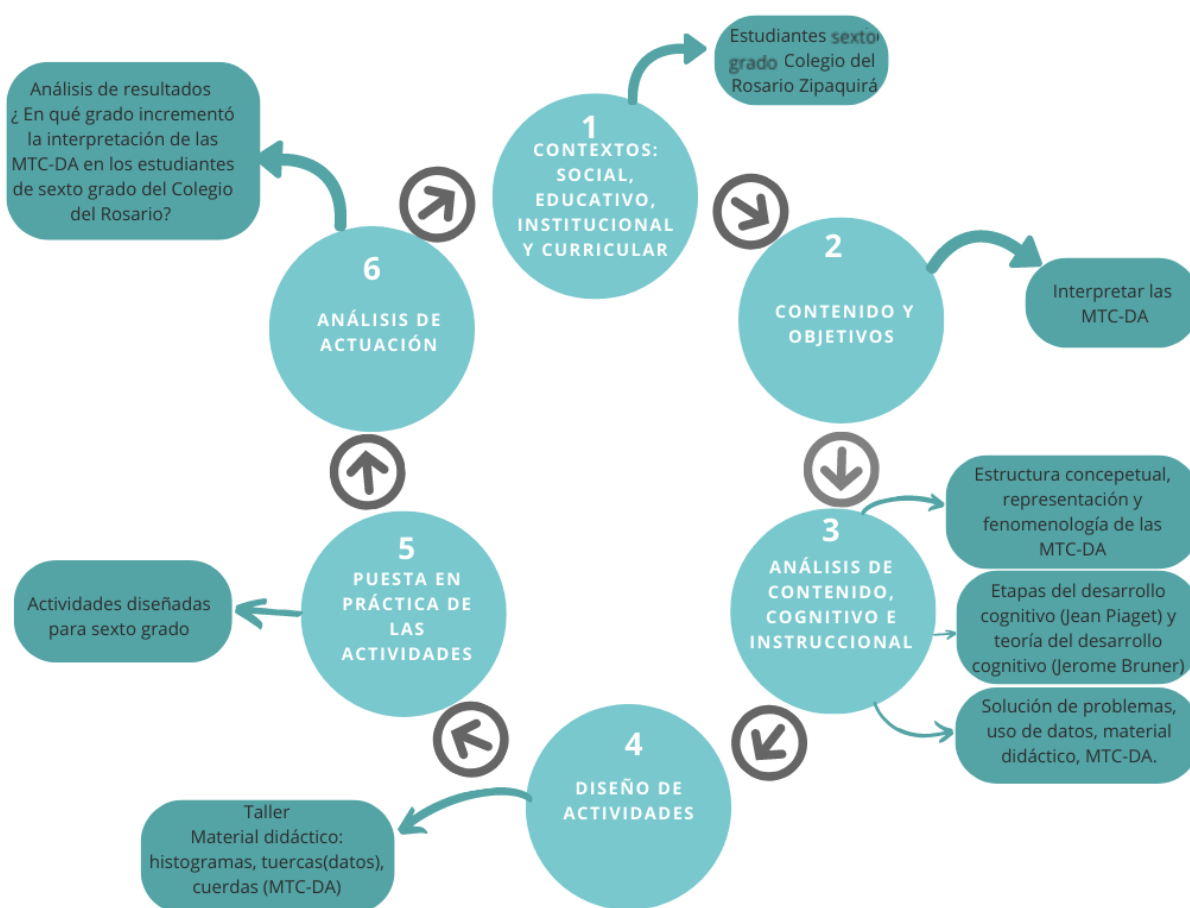 1
CONTEXTOS:
SOCIAL,
EDUCATIVO,
INSTITUCIONAL
Y CURRICULAR
Estudiantes sexto
grado Colegio del
Rosario Zipaquirá
2
CONTENIDO Y
OBJETIVOS
Interpretar las
MTC-DA
3
ANÁLISIS DE
CONTENIDO,
COGNITIVO E
INSTRUCCIONAL
Estructura concepetual,
representación y
fenomenología de las
MTC-DA
Etapas del desarrollo
cognitivo (Jean Piaget) y
teoría del desarrollo
cognitivo (Jerome Bruner)
Solución de problemas,
uso de datos, material
didáctico, MTC-DA.
4
DISEÑO DE
ACTIVIDADES
Taller
Material didáctico:
histogramas, tuercas(datos),
cuerdas (MTC-DA)
5
PUESTA EN
PRÁCTICA DE
LAS
ACTIVIDADES
Actividades diseñadas
para sexto grado
6
ANÁLISIS DE
ACTUACIÓN
Análisis de resultados
¿ En qué grado incrementó
la interpretación de las
MTC-DA en los estudiantes
de sexto grado del Colegio
del Rosario?